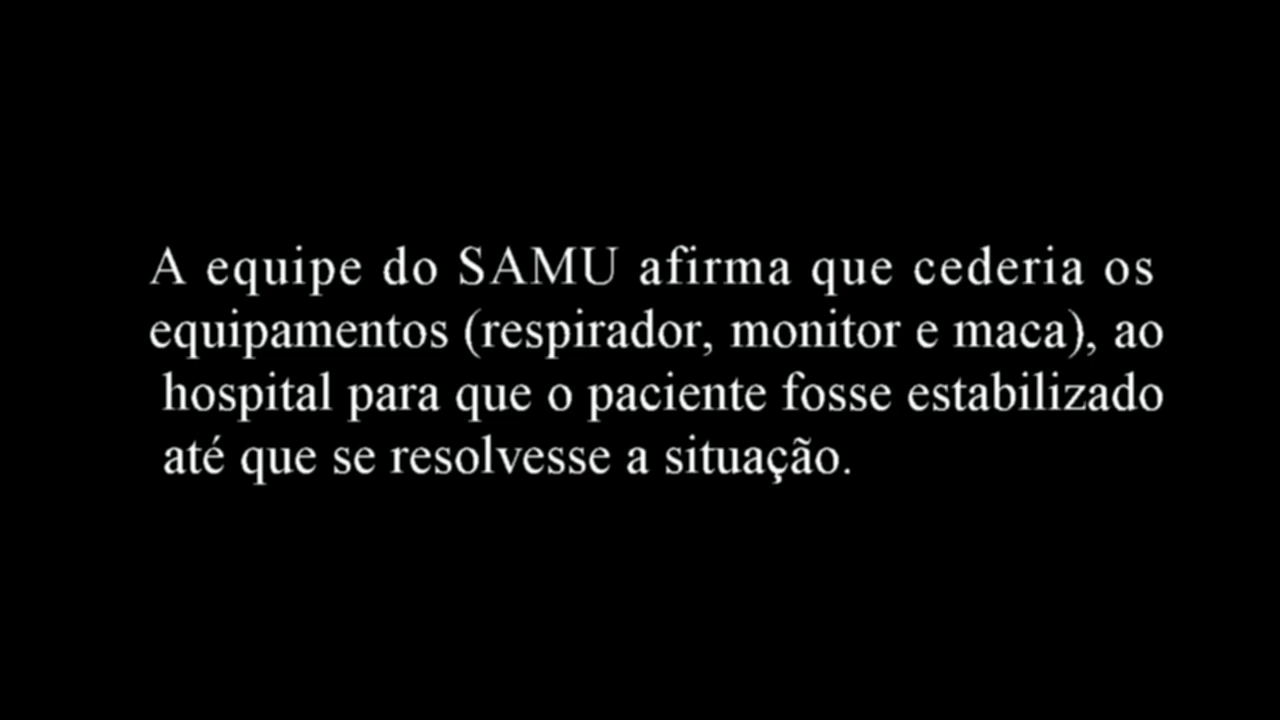 A equipe do SAMU afirma que cederia os
equipamentos (respirador, monitor e maca), ao
hospital para que o paciente fosse estabilizado
até que se resolvesse a situação.